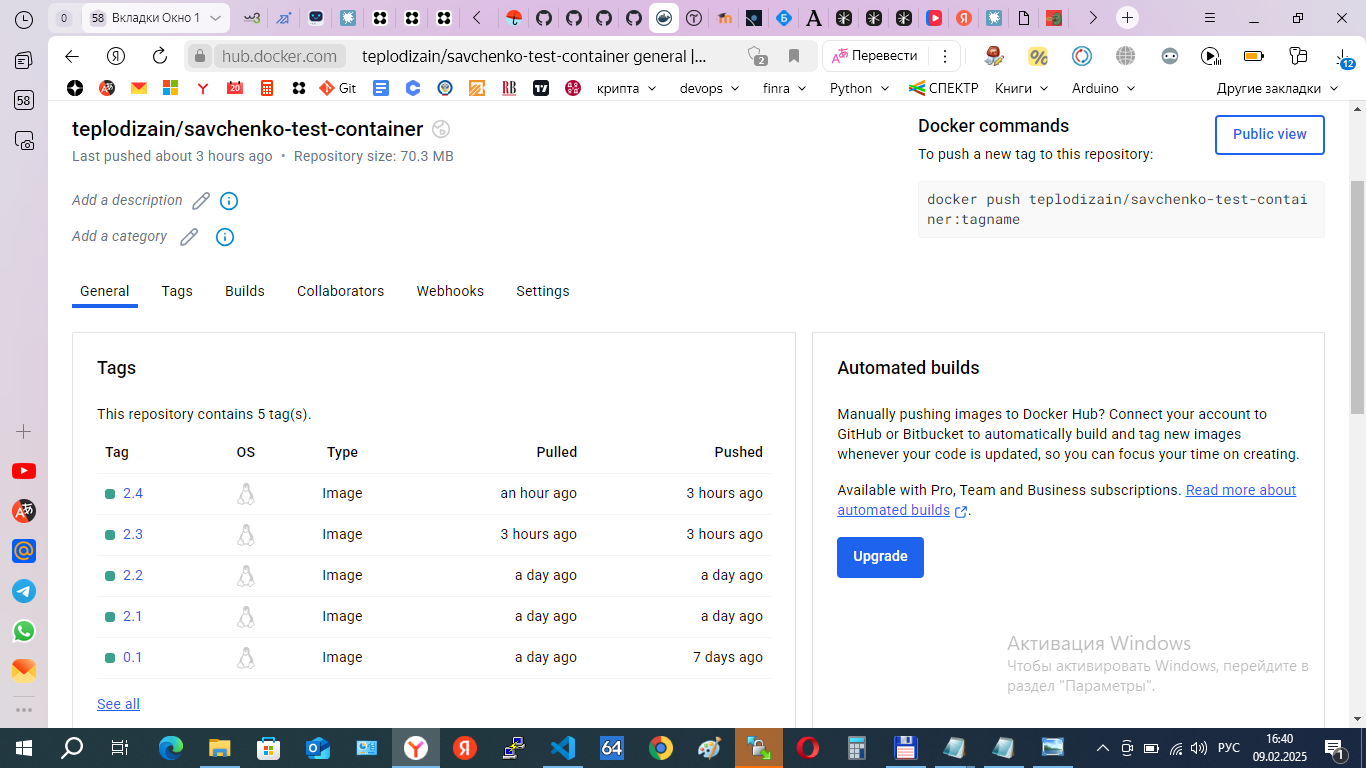 0
58 Вкладки Окно 1
hub.docker.com
teplodizain/savchenko-test-container general |...
2
Перевести
12
58
20
Git
RB
крипта
devops
finra
Python
СПЕКТР
Книги
Arduino
Другие закладки
teplodizain/savchenko-test-container
Last pushed about 3 hours ago • Repository size: 70.3 MB
Add a description
Add a category
Docker commands
Public view
To push a new tag to this repository:
docker push teplodizain/savchenko-test-contai
ner:tagname
General
Tags
Builds
Collaborators
Webhooks
Settings
Tags
This repository contains 5 tag(s).
Tag OS Type Pulled Pushed
2.4 Image an hour ago 3 hours ago
2.3 Image 3 hours ago 3 hours ago
2.2 Image a day ago a day ago
2.1 Image a day ago a day ago
0.1 Image a day ago 7 days ago
See all
Automated builds
Manually pushing images to Docker Hub? Connect your account to
GitHub or Bitbucket to automatically build and tag new images
whenever your code is updated, so you can focus your time on creating.
Available with Pro, Team and Business subscriptions. Read more about
automated builds.
Upgrade
Активация Windows
Чтобы активировать Windows, перейдите в
раздел "Параметры".
64
РУС
16:40
09.02.2025
1